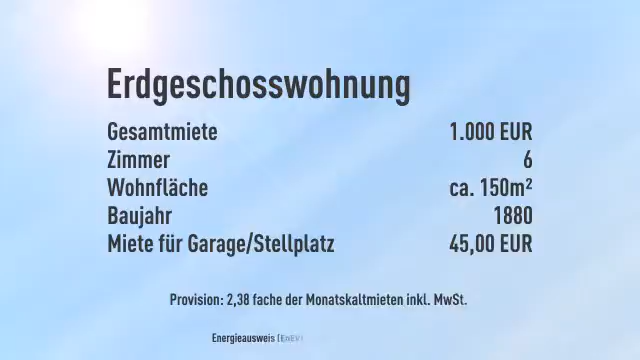 Erdgeschosswohnung
Gesamtmiete 1.000 EUR
Zimmer 6
Wohnfläche ca. 150m²
Baujahr 1880
Miete für Garage/Stellplatz 45,00 EUR
Provision: 2,38 fache der Monatskaltmieten inkl. MwSt.
Energieausweis (EnEV)